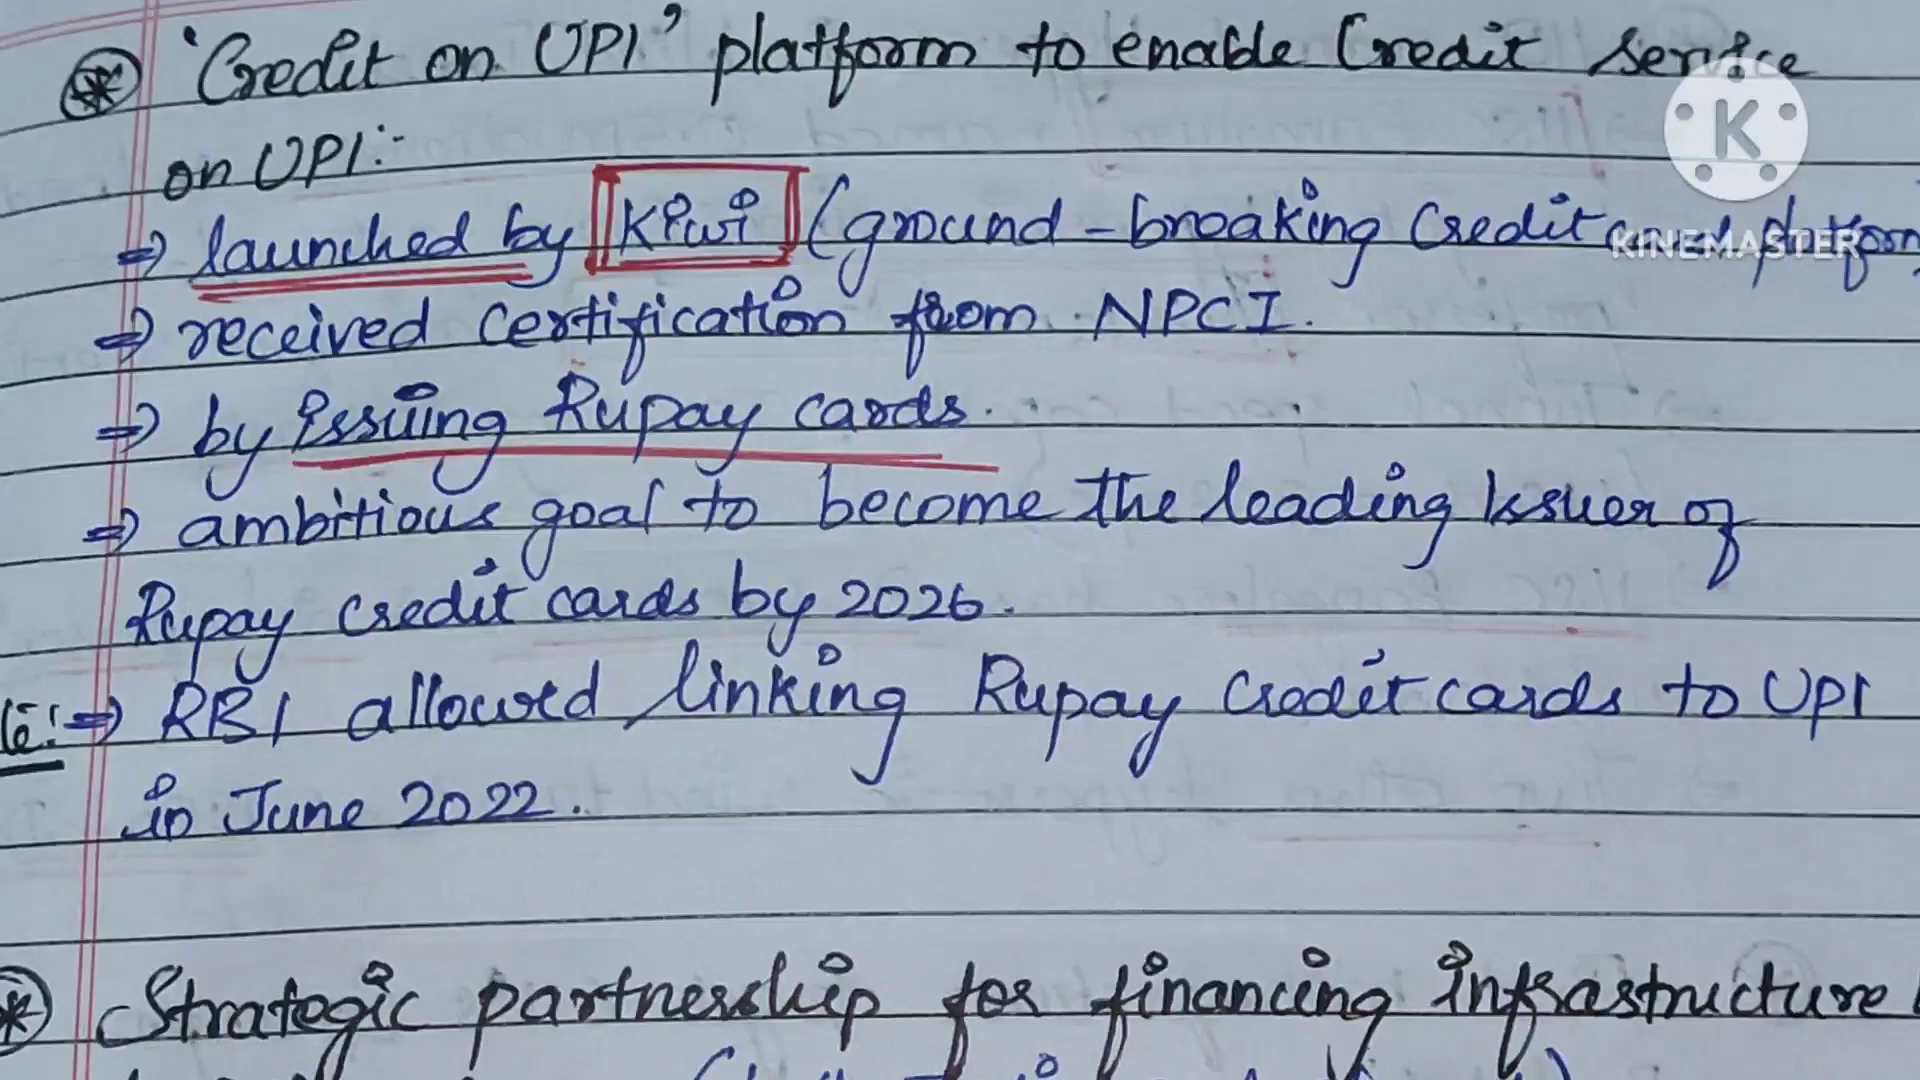 'Credit on UPI' platform to enable Credit service
on UPI:-
⇒ launched by Kiwi (ground-breaking Credit card platform
⇒ received certification from NPCI.
⇒ by issuing Rupay cards.
⇒ ambitious goal to become the leading issuer of
Rupay credit cards by 2026.
⇒ RBI allowed linking Rupay credit cards to UPI
in June 2022.
Strategic partnership for financing infrastructure
K
KINEMASTER